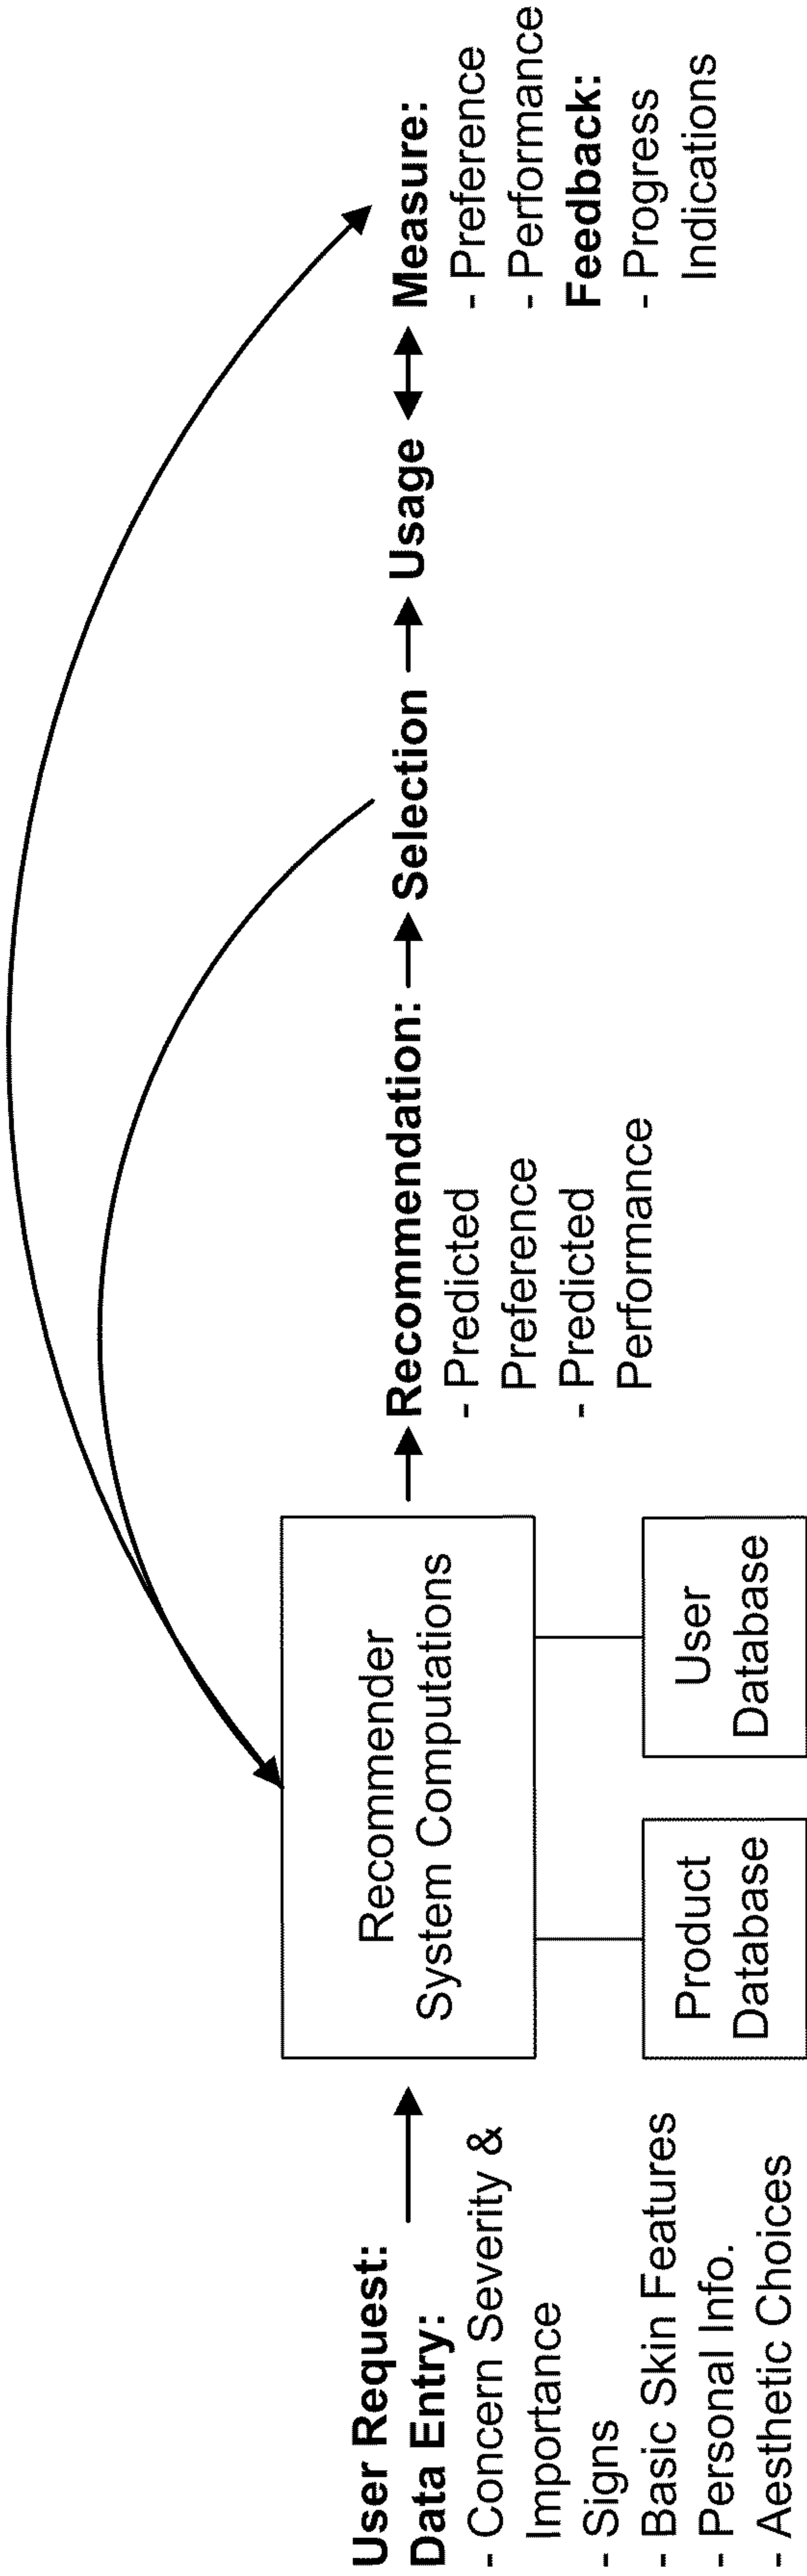 User Request:
Data Entry:
- Concern Severity &
Importance
- Signs
- Basic Skin Features
- Personal Info.
- Aesthetic Choices
Recommender
System Computations
Product
Database
User
Database
Recommendation:
- Predicted
Preference
- Predicted
Performance
Selection
Usage
Measure:
- Preference
- Performance
Feedback:
- Progress
Indications